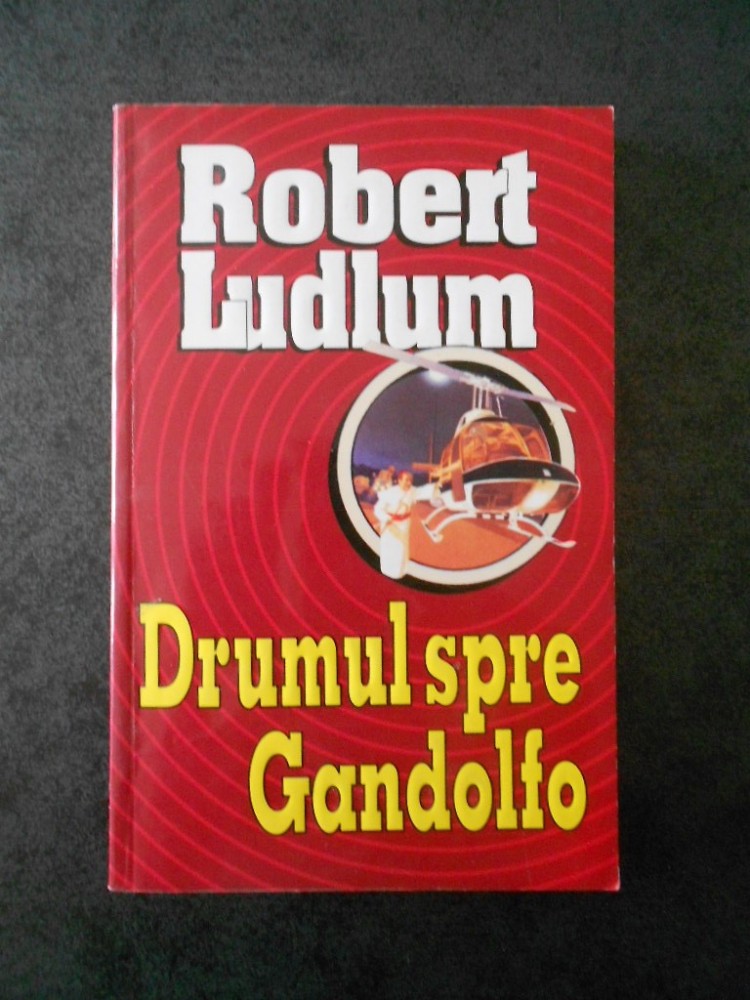 Robert
Ludlum
Drumul spre
Gandolfo